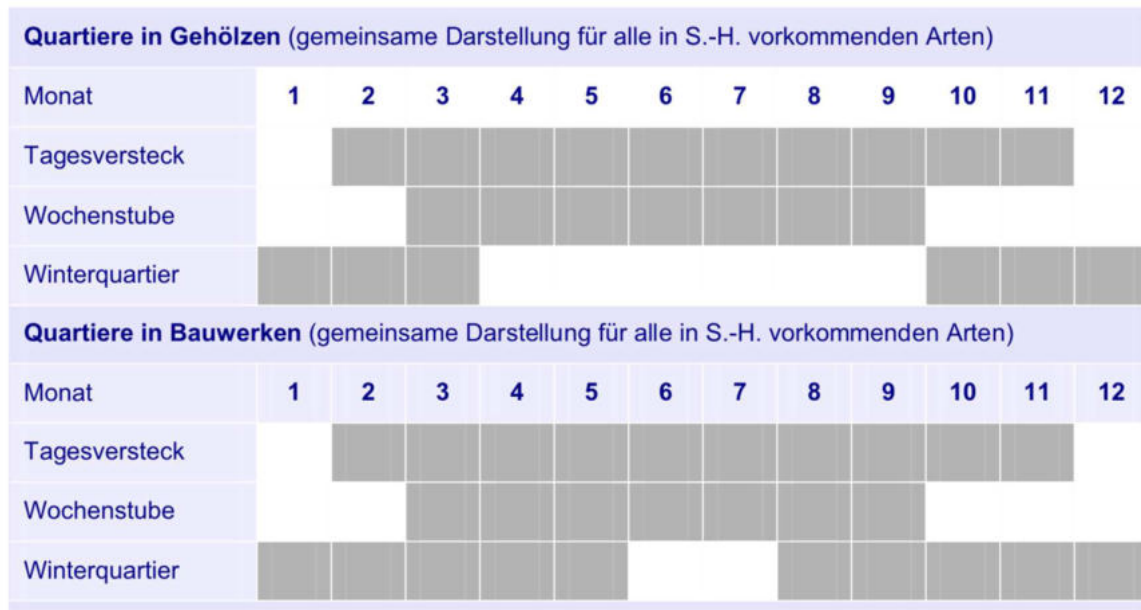 Quartiere in Gehölzen (gemeinsame Darstellung für alle in S.-H. vorkommenden Arten)
Monat 1 2 3 4 5 6 7 8 9 10 11 12
Tagesversteck
Wochenstube
Winterquartier
Quartiere in Bauwerken (gemeinsame Darstellung für alle in S.-H. vorkommenden Arten)
Monat 1 2 3 4 5 6 7 8 9 10 11 12
Tagesversteck
Wochenstube
Winterquartier